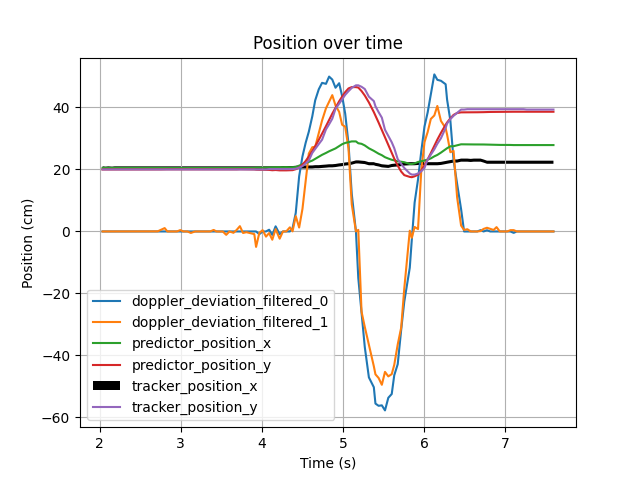 Position over time
Position (cm)
40
20
0
−20
−40
−60
doppler_deviation_filtered_0
doppler_deviation_filtered_1
predictor_position_x
predictor_position_y
tracker_position_x
tracker_position_y
2 3 4 5 6 7
Time (s)